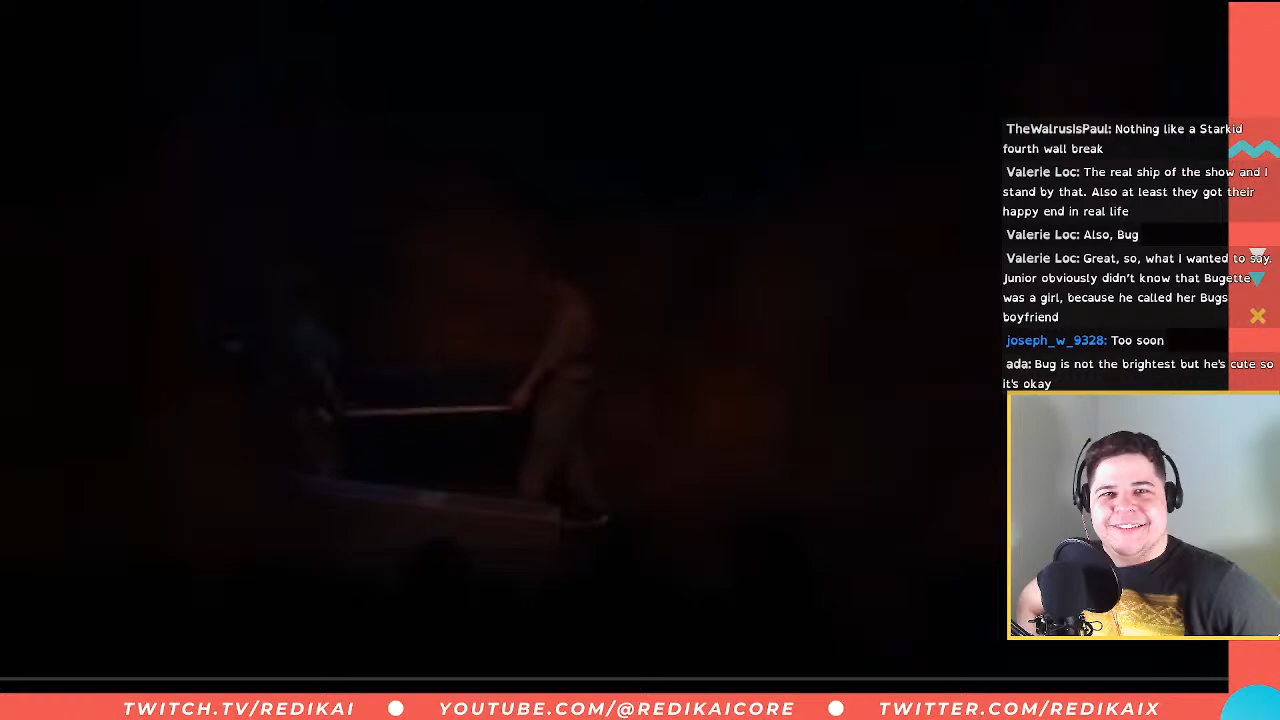 TheWalrusIsPaul: Nothing like a Starkid
fourth wall break
Valerie Loc: The real ship of the show and I
stand by that. Also at least they got their
happy end in real life
Valerie Loc: Also, Bug
Valerie Loc: Great, so, what I wanted to say.
Junior obviously didn't know that Bugette
was a girl, because he called her Bugs
boyfriend
joseph_w_9328: Too soon
ada: Bug is not the brightest but he's cute so
it's okay
TWITCH.TV/REDIKAI ● YOUTUBE.COM/@REDIKAICORE ● TWITTER.COM/REDIKAIX